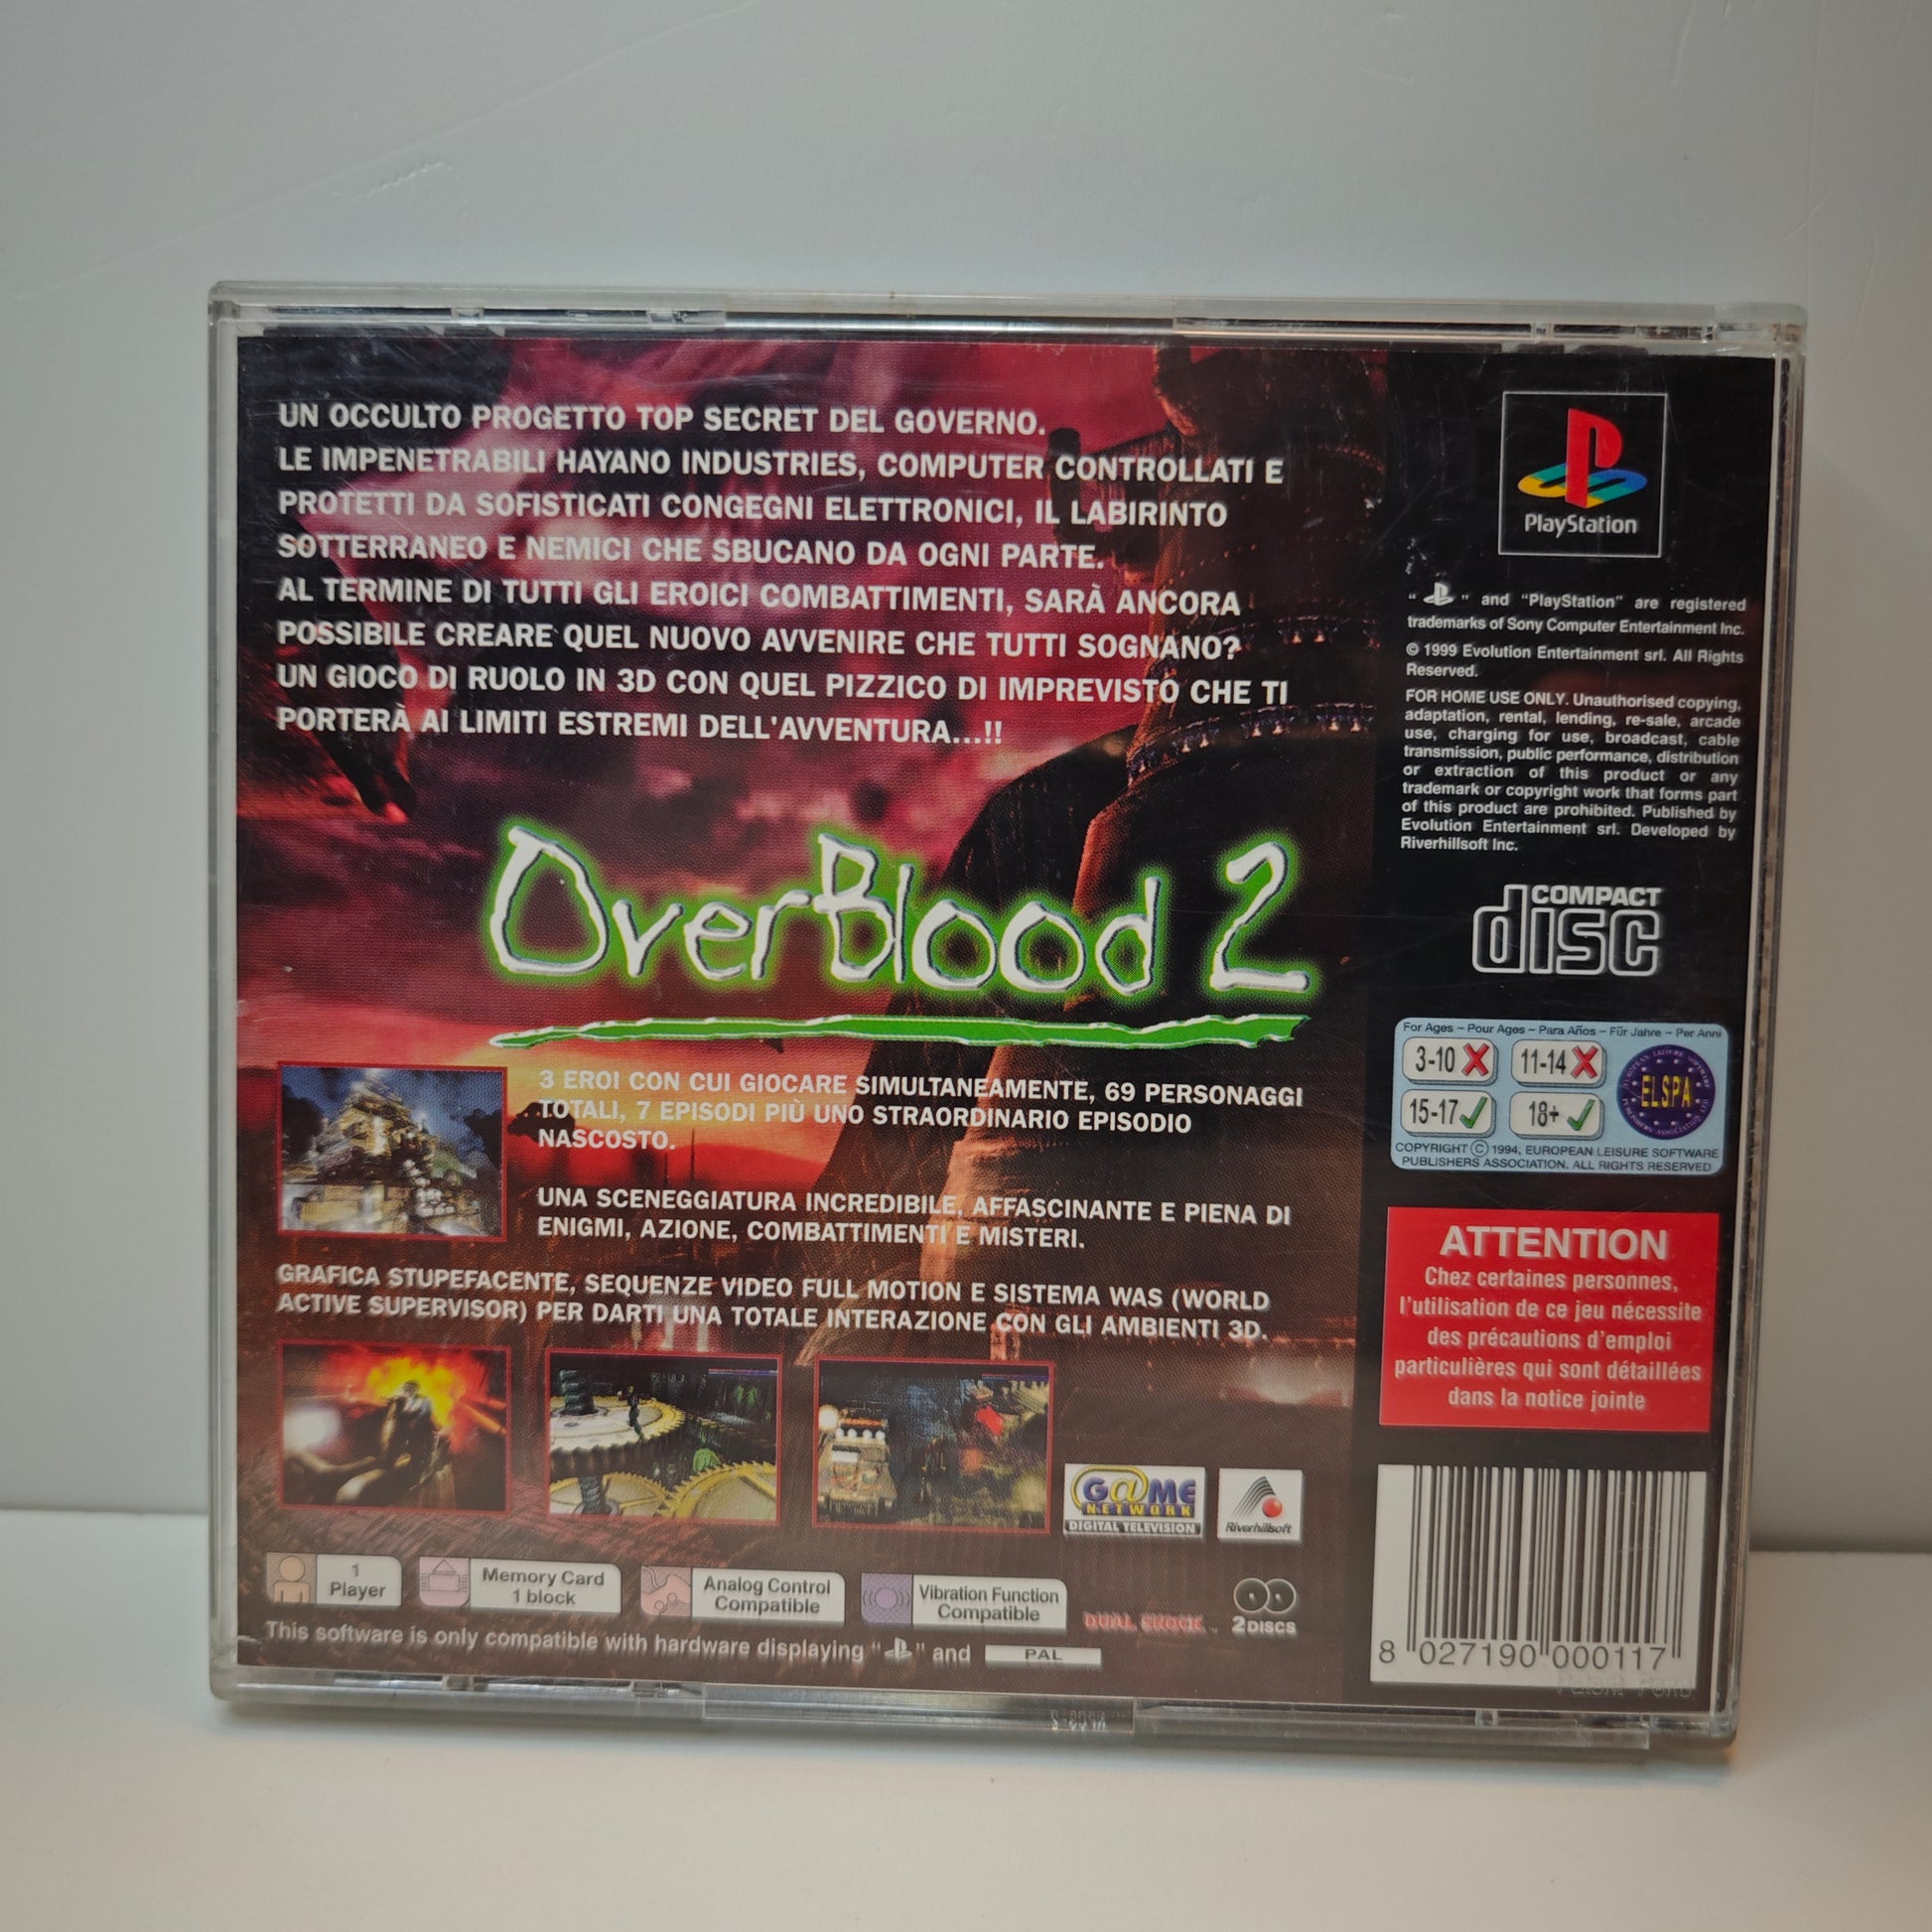 UN OCCULTO PROGETTO TOP SECRET DEL GOVERNO.
LE IMPENETRABILI HAYANO INDUSTRIES, COMPUTER CONTROLLATI E
PROTETTI DA SOFISTICATI CONGEGNI ELETTRONICI, IL LABIRINTO
SOTTERRANEO E NEMICI CHE SBUCANO DA OGNI PARTE.
AL TERMINE DI TUTTI GLI EROICI COMBATTIMENTI, SARÀ ANCORA
POSSIBILE CREARE QUEL NUOVO AVVENIRE CHE TUTTI SOGNANO?
UN GIOCO DI RUOLO IN 3D CON QUEL PIZZICO DI IMPREVISTO CHE TI
PORTERÀ AI LIMITI ESTREMI DELL'AVVENTURA...!!
OverBlood 2
3 EROI CON CUI GIOCARE SIMULTANEAMENTE, 69 PERSONAGGI
TOTALI, 7 EPISODI PIÙ UNO STRAORDINARIO EPISODIO
NASCOSTO.
UNA SCENEGGIATURA INCREDIBILE, AFFASCINANTE E PIENA DI
ENIGMI, AZIONE, COMBATTIMENTI E MISTERI.
GRAFICA STUPEFACENTE, SEQUENZE VIDEO FULL MOTION E SISTEMA WAS (WORLD
ACTIVE SUPERVISOR) PER DARTI UNA TOTALE INTERAZIONE CON GLI AMBIENTI 3D.
G@ME
NETWORK
DIGITAL TELEVISION
Riverhillsoft
1
Player
Memory Card
1 block
Analog Control
Compatible
Vibration Function
Compatible
DUAL SHOCK™
2 DISCS
This software is only compatible with hardware displaying " " and PAL
PlayStation
" " and "PlayStation" are registered
trademarks of Sony Computer Entertainment Inc.
© 1999 Evolution Entertainment srl. All Rights
Reserved.
FOR HOME USE ONLY. Unauthorised copying,
adaptation, rental, lending, re-sale, arcade
use, charging for use, broadcast, cable
transmission, public performance, distribution
or extraction of this product or any
trademark or copyright work that forms part
of this product are prohibited. Published by
Evolution Entertainment srl. Developed by
Riverhillsoft Inc.
COMPACT
disc
For Ages – Pour Ages – Para Años – Für Jahre – Per Anni
3-10 11-14
15-17 18+
ELSPA
COPYRIGHT © 1994, EUROPEAN LEISURE SOFTWARE
PUBLISHERS ASSOCIATION. ALL RIGHTS RESERVED
ATTENTION
Chez certaines personnes,
l'utilisation de ce jeu nécessite
des précautions d'emploi
particulières qui sont détaillées
dans la notice jointe
8 027190 000117